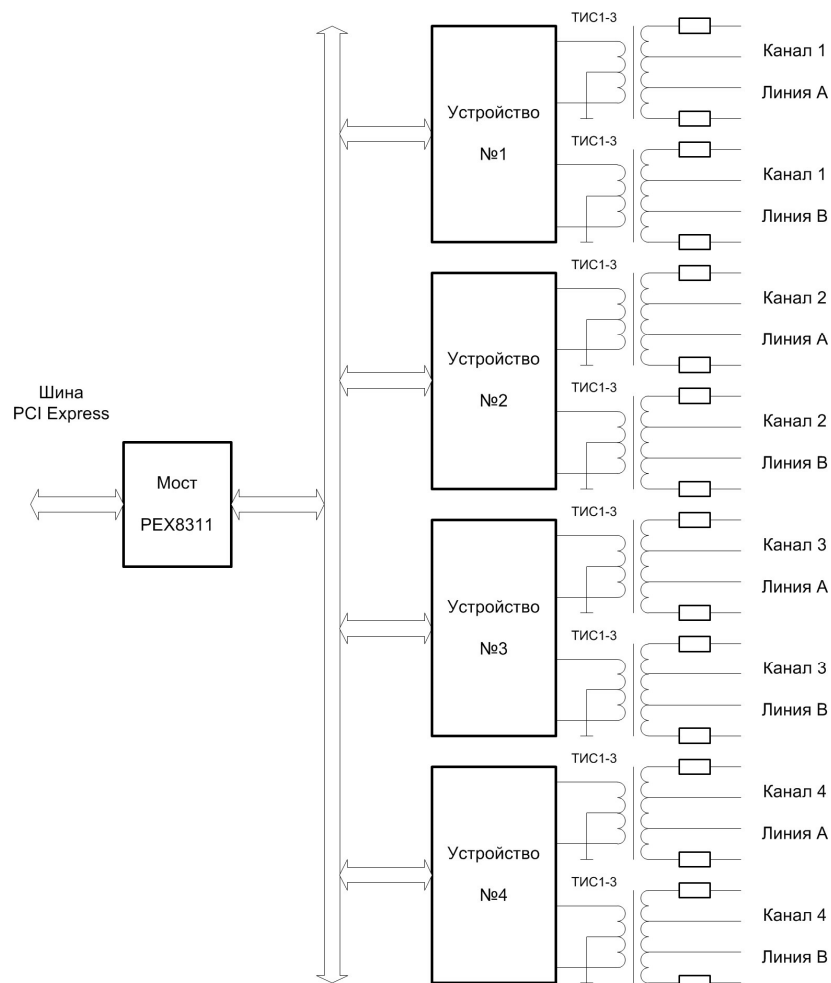 ТИС1-3
Канал 1
Линия А
Устройство
№1
ТИС1-3
Канал 1
Линия В
ТИС1-3
Канал 2
Линия А
Устройство
№2
ТИС1-3
Канал 2
Линия В
Шина
PCI Express
Мост
PEX8311
ТИС1-3
Канал 3
Линия А
Устройство
№3
ТИС1-3
Канал 3
Линия В
ТИС1-3
Канал 4
Линия А
Устройство
№4
ТИС1-3
Канал 4
Линия В